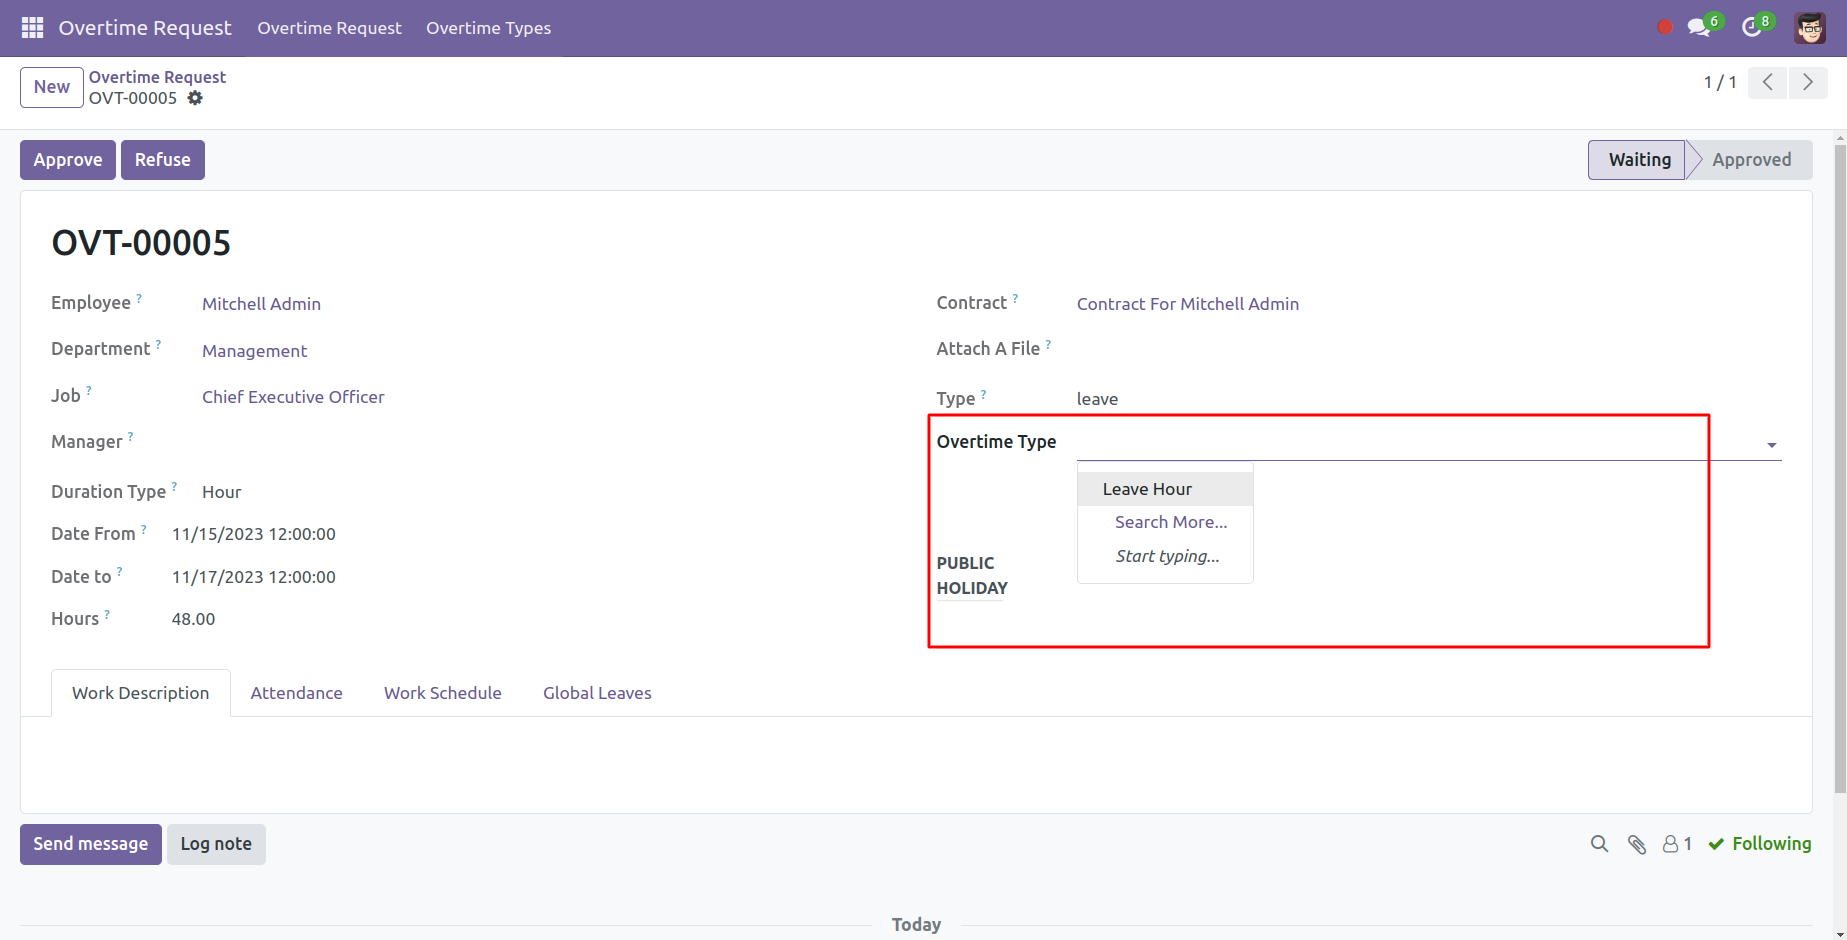 Overtime Request Overtime Request Overtime Types 6 8
New Overtime Request
OVT-00005
1 / 1
Approve Refuse Waiting Approved
OVT-00005
Employee ? Mitchell Admin
Department ? Management
Job ? Chief Executive Officer
Manager ?
Duration Type ? Hour
Date From ? 11/15/2023 12:00:00
Date to ? 11/17/2023 12:00:00
Hours ? 48.00
Contract ? Contract For Mitchell Admin
Attach A File ?
Type ? leave
Overtime Type
Leave Hour
Search More...
Start typing...
PUBLIC
HOLIDAY
Work Description Attendance Work Schedule Global Leaves
Send message Log note 1 Following
Today